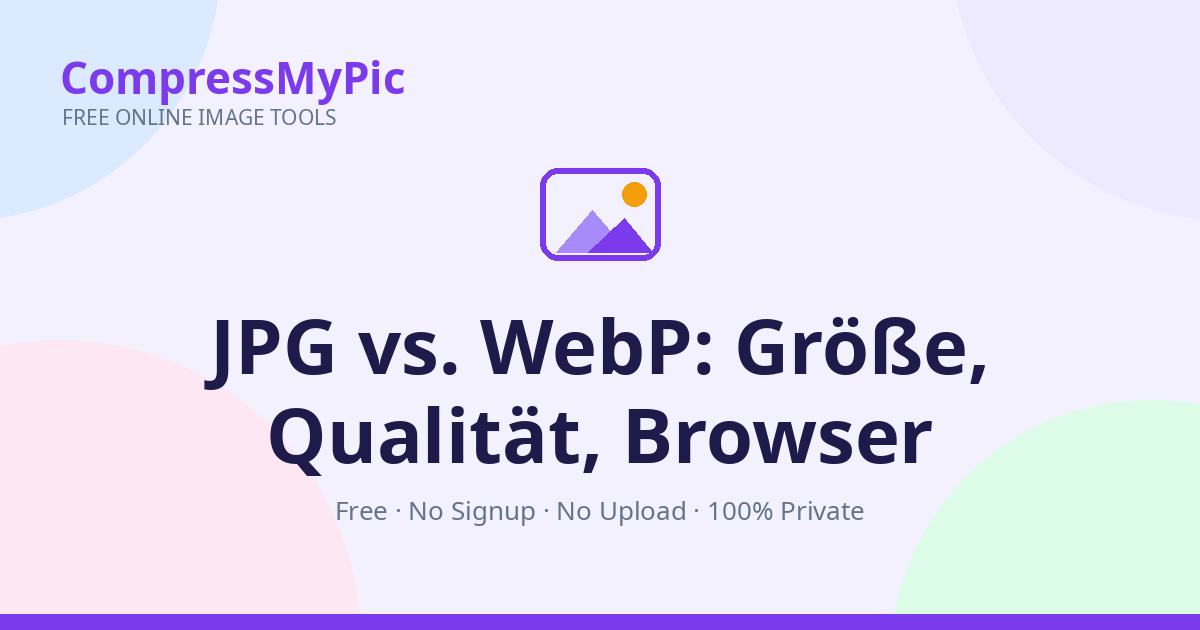 CompressMyPic
FREE ONLINE IMAGE TOOLS
JPG vs. WebP: Größe,
Qualität, Browser
Free · No Signup · No Upload · 100% Private